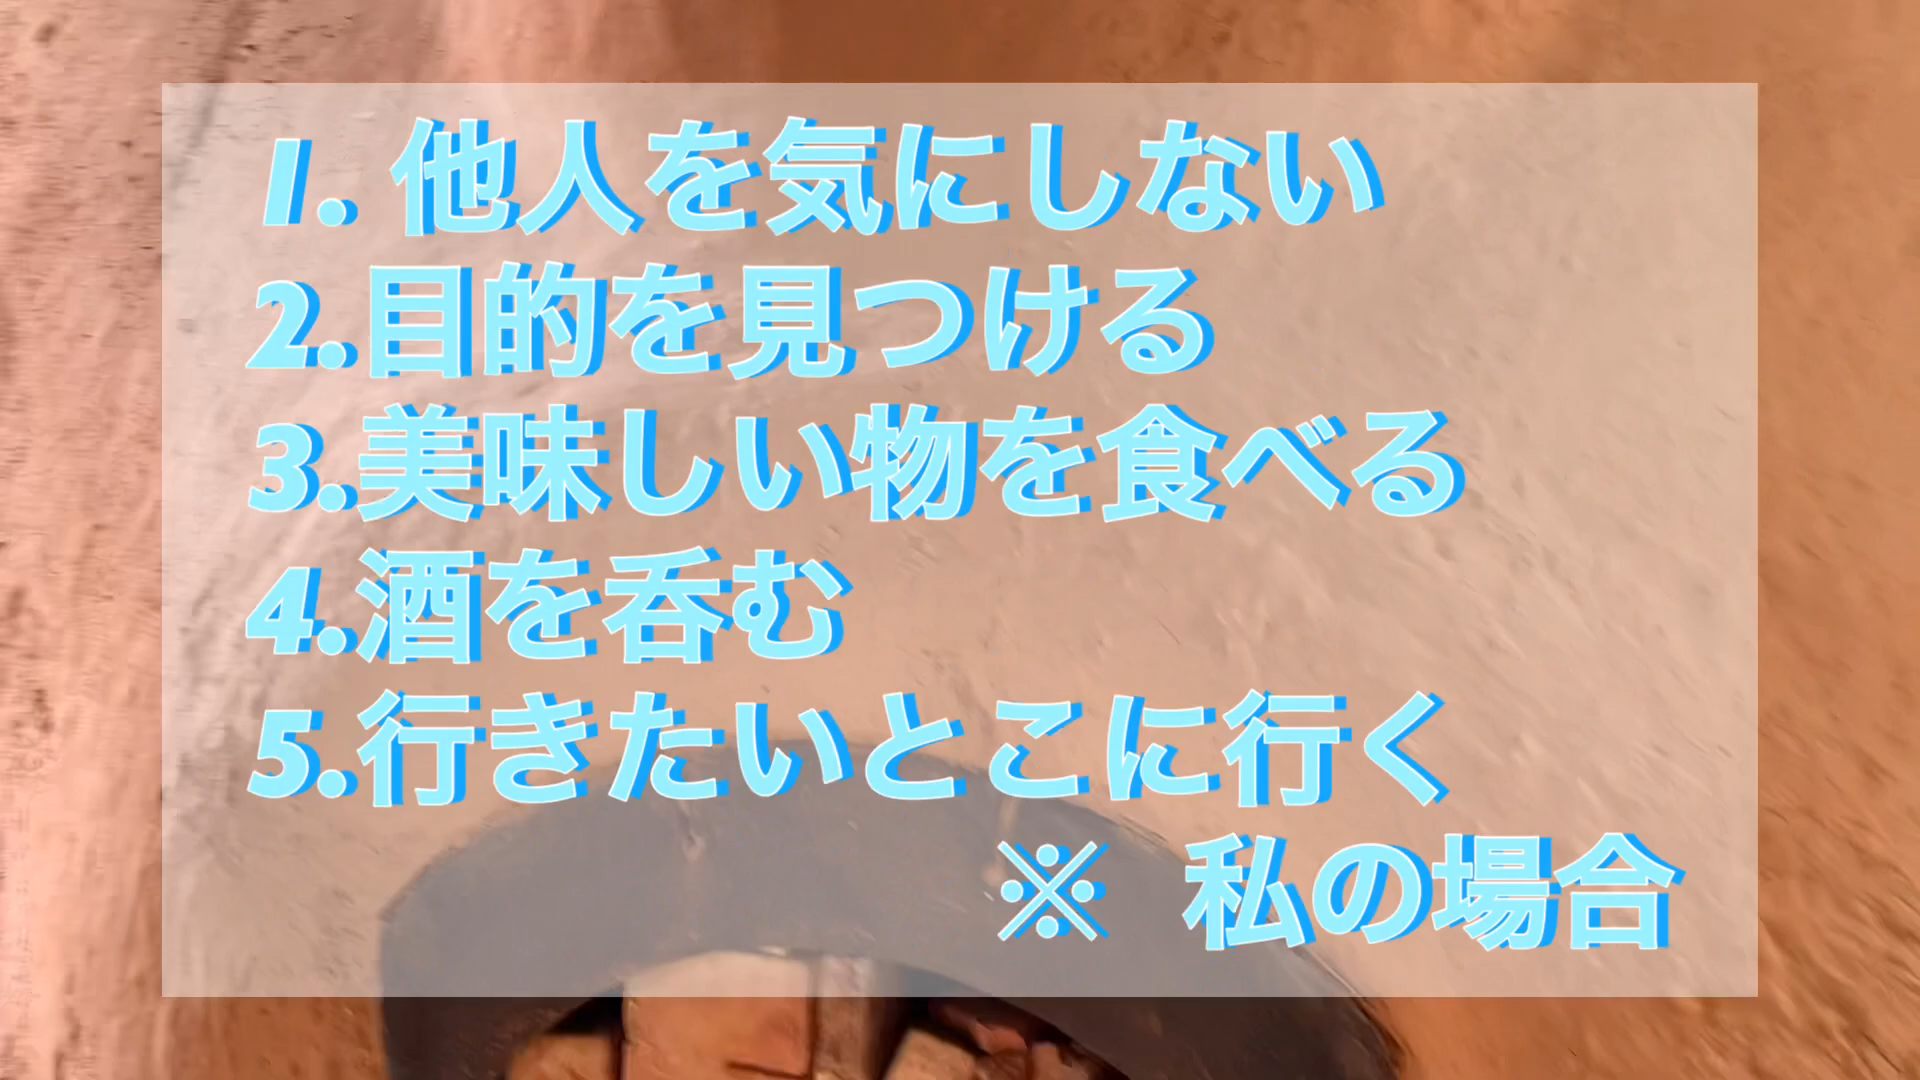 1. 他人を気にしない
2.目的を見つける
3.美味しい物を食べる
4.酒を呑む
5.行きたいとこに行く
※ 私の場合